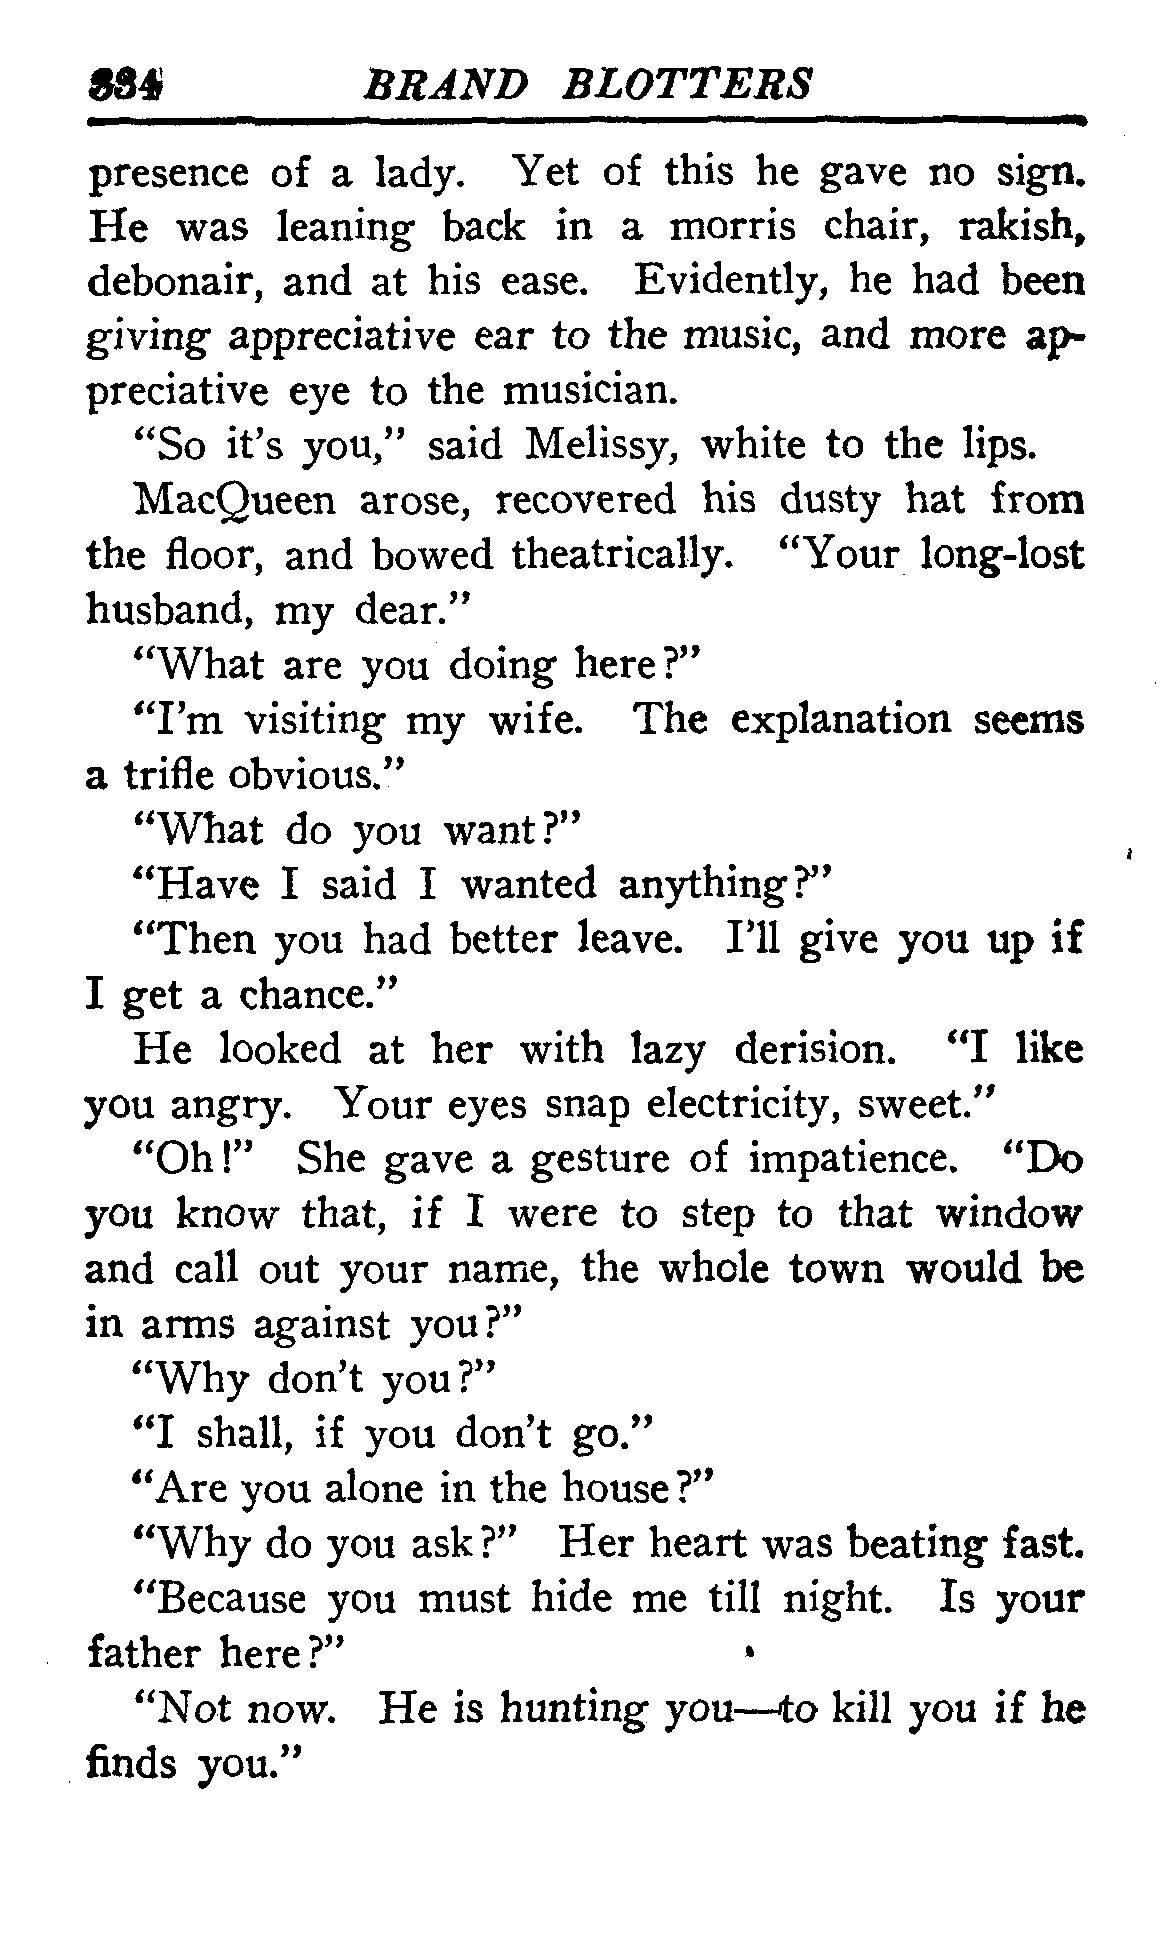 334 BRAND BLOTTERS
presence of a lady. Yet of this he gave no sign.
He was leaning back in a morris chair, rakish,
debonair, and at his ease. Evidently, he had been
giving appreciative ear to the music, and more ap-
preciative eye to the musician.
"So it's you," said Melissy, white to the lips.
MacQueen arose, recovered his dusty hat from
the floor, and bowed theatrically. "Your long-lost
husband, my dear."
"What are you doing here?"
"I'm visiting my wife. The explanation seems
a trifle obvious."
"What do you want?"
"Have I said I wanted anything?"
"Then you had better leave. I'll give you up if
I get a chance."
He looked at her with lazy derision. "I like
you angry. Your eyes snap electricity, sweet."
"Oh!" She gave a gesture of impatience. "Do
you know that, if I were to step to that window
and call out your name, the whole town would be
in arms against you?"
"Why don't you?"
"I shall, if you don't go."
"Are you alone in the house?"
"Why do you ask?" Her heart was beating fast.
"Because you must hide me till night. Is your
father here?"
"Not now. He is hunting you—to kill you if he
finds you."